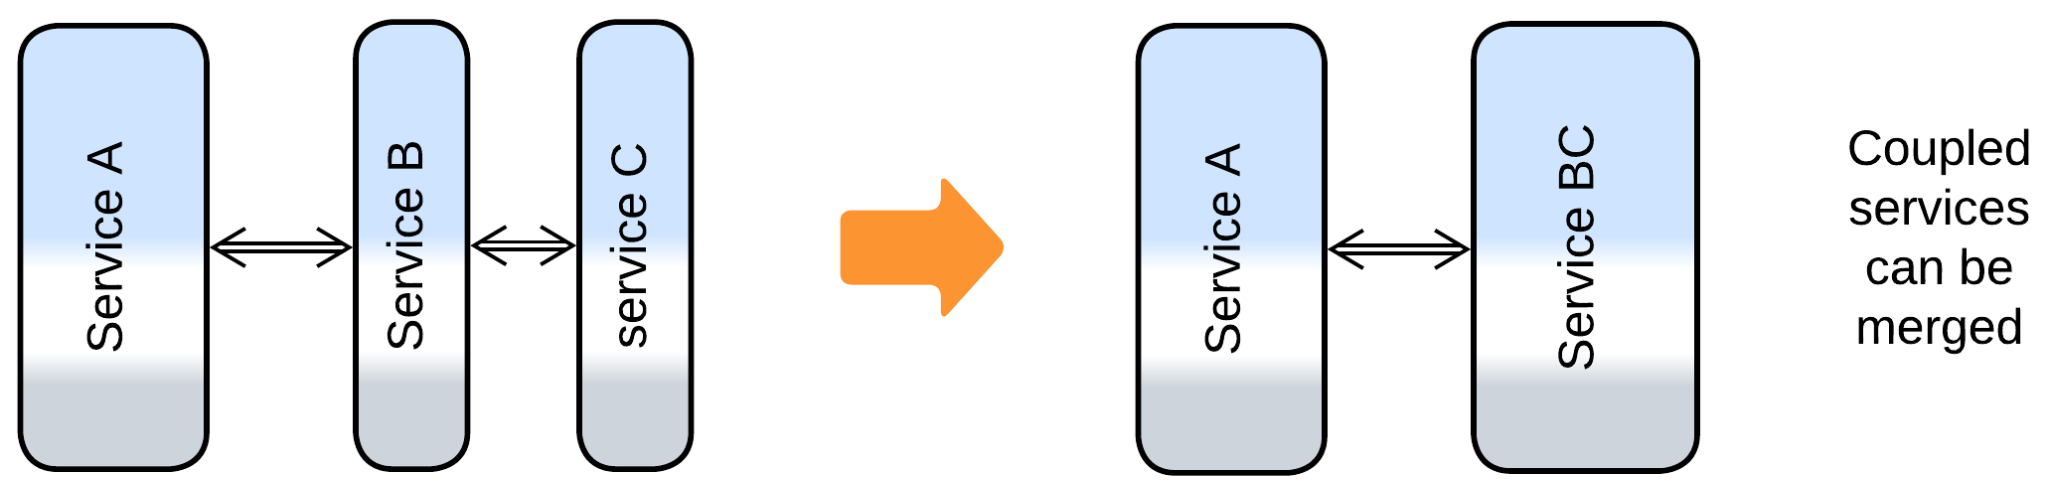 Service A
Service B
service C
Service A
Service BC
Coupled
services
can be
merged